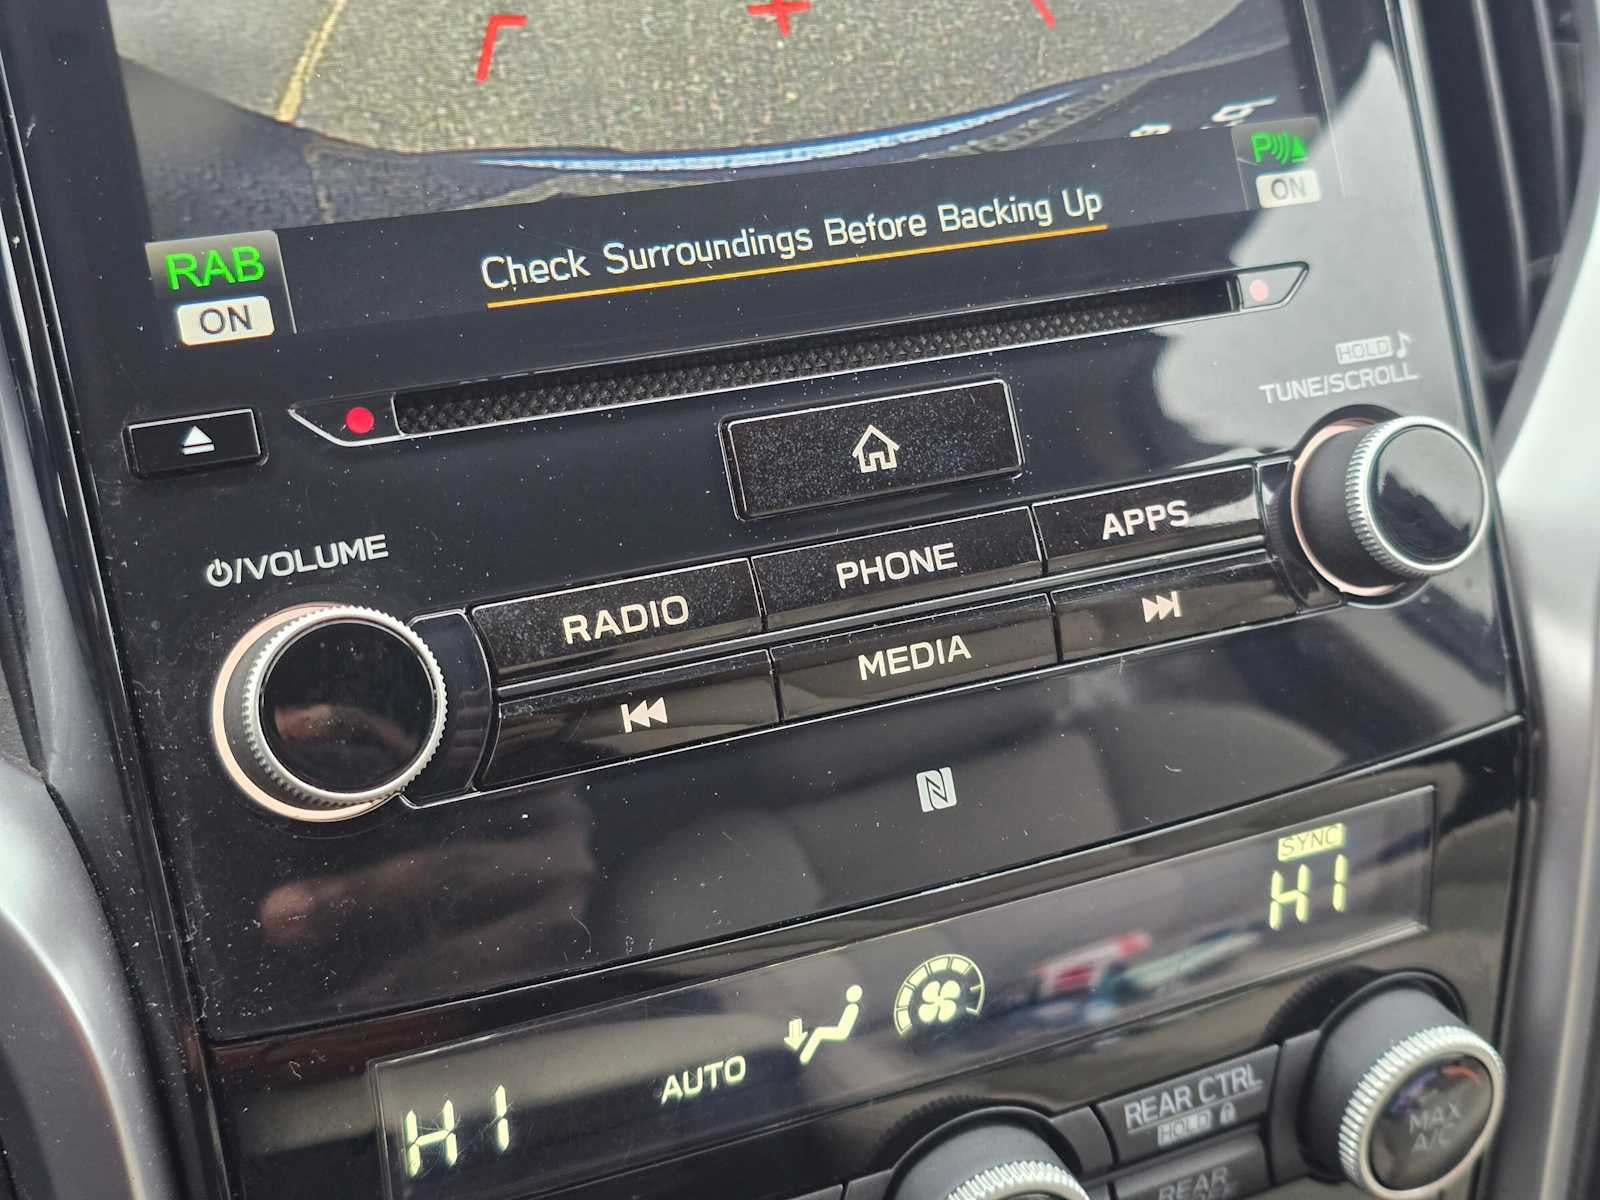 P
ON
Check Surroundings Before Backing Up
RAB
ON
HOLD
TUNE/SCROLL
/VOLUME
RADIO
PHONE
APPS
MEDIA
SYNC
HI
HI
AUTO
REAR CTRL
HOLD
MAX
A/C
REAR